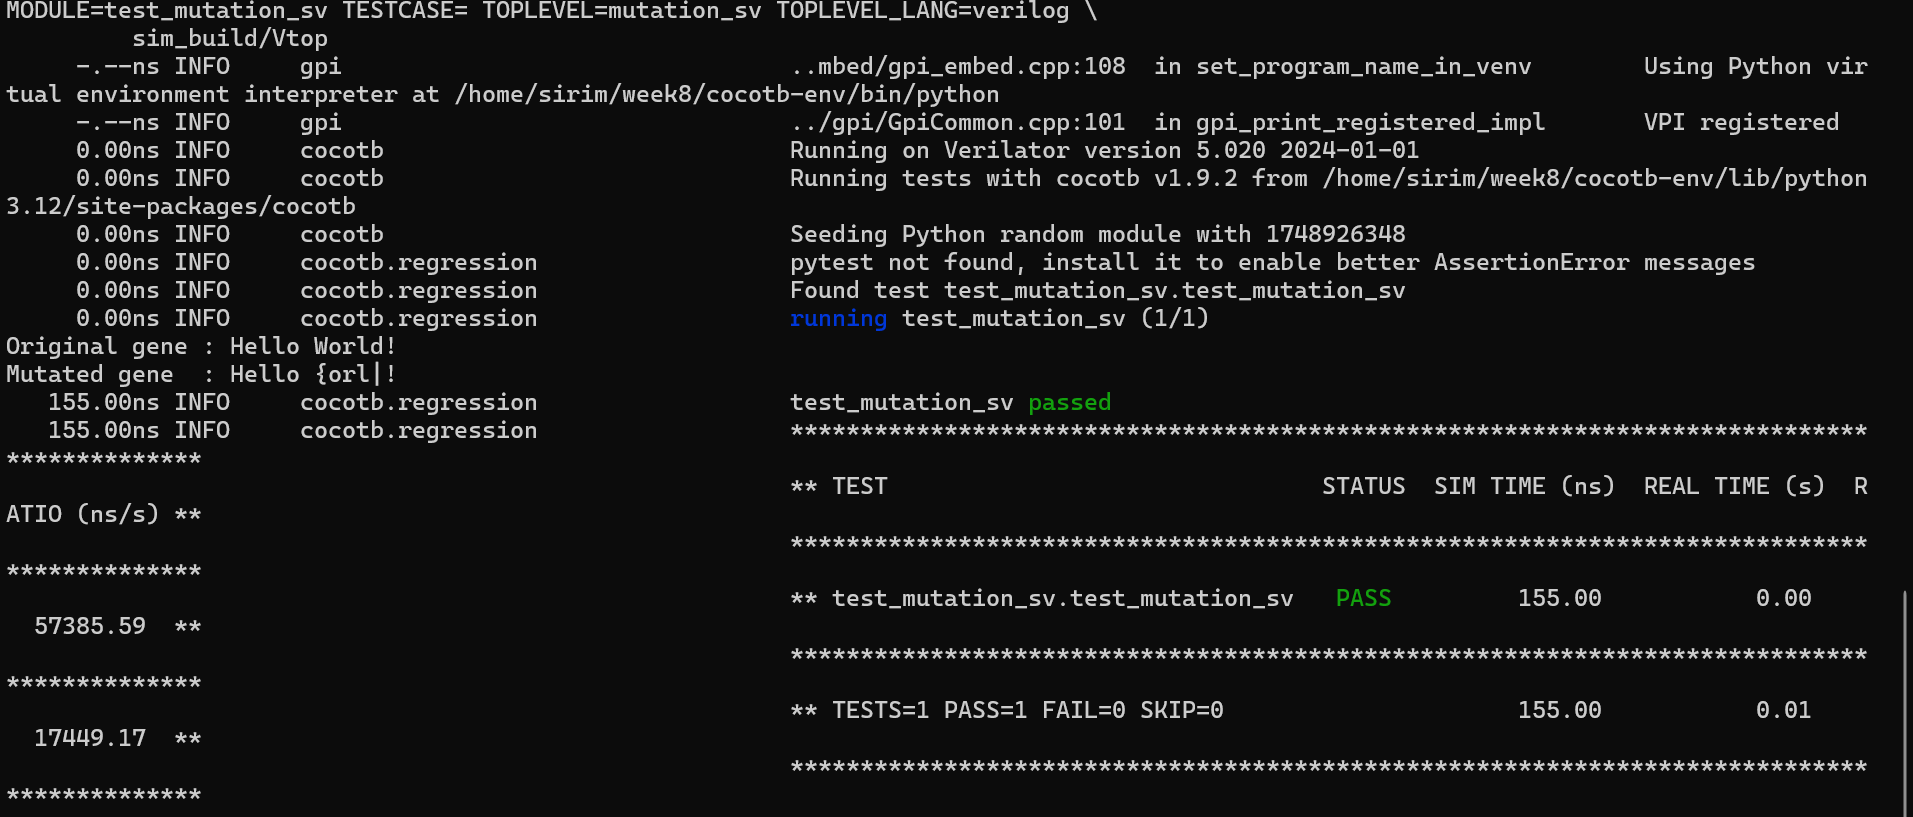 MODULE=test_mutation_sv TESTCASE= TOPLEVEL=mutation_sv TOPLEVEL_LANG=verilog \
         sim_build/Vtop
     -.--ns INFO     gpi                                ..mbed/gpi_embed.cpp:108  in set_program_name_in_venv        Using Python vir
tual environment interpreter at /home/sirim/week8/cocotb-env/bin/python
     -.--ns INFO     gpi                                ../gpi/GpiCommon.cpp:101  in gpi_print_registered_impl       VPI registered
     0.00ns INFO     cocotb                             Running on Verilator version 5.020 2024-01-01
     0.00ns INFO     cocotb                             Running tests with cocotb v1.9.2 from /home/sirim/week8/cocotb-env/lib/python
3.12/site-packages/cocotb
     0.00ns INFO     cocotb                             Seeding Python random module with 1748926348
     0.00ns INFO     cocotb.regression                  pytest not found, install it to enable better AssertionError messages
     0.00ns INFO     cocotb.regression                  Found test test_mutation_sv.test_mutation_sv
     0.00ns INFO     cocotb.regression                  running test_mutation_sv (1/1)
Original gene : Hello World!
Mutated gene  : Hello {orl|!
   155.00ns INFO     cocotb.regression                  test_mutation_sv passed
   155.00ns INFO     cocotb.regression                  *****************************************************************************
**************
                                                        ** TEST                               STATUS  SIM TIME (ns)  REAL TIME (s)  R
ATIO (ns/s) **
                                                        *****************************************************************************
**************
                                                        ** test_mutation_sv.test_mutation_sv   PASS         155.00           0.00
  57385.59  **
                                                        *****************************************************************************
**************
                                                        ** TESTS=1 PASS=1 FAIL=0 SKIP=0                     155.00           0.01
  17449.17  **
                                                        *****************************************************************************
**************